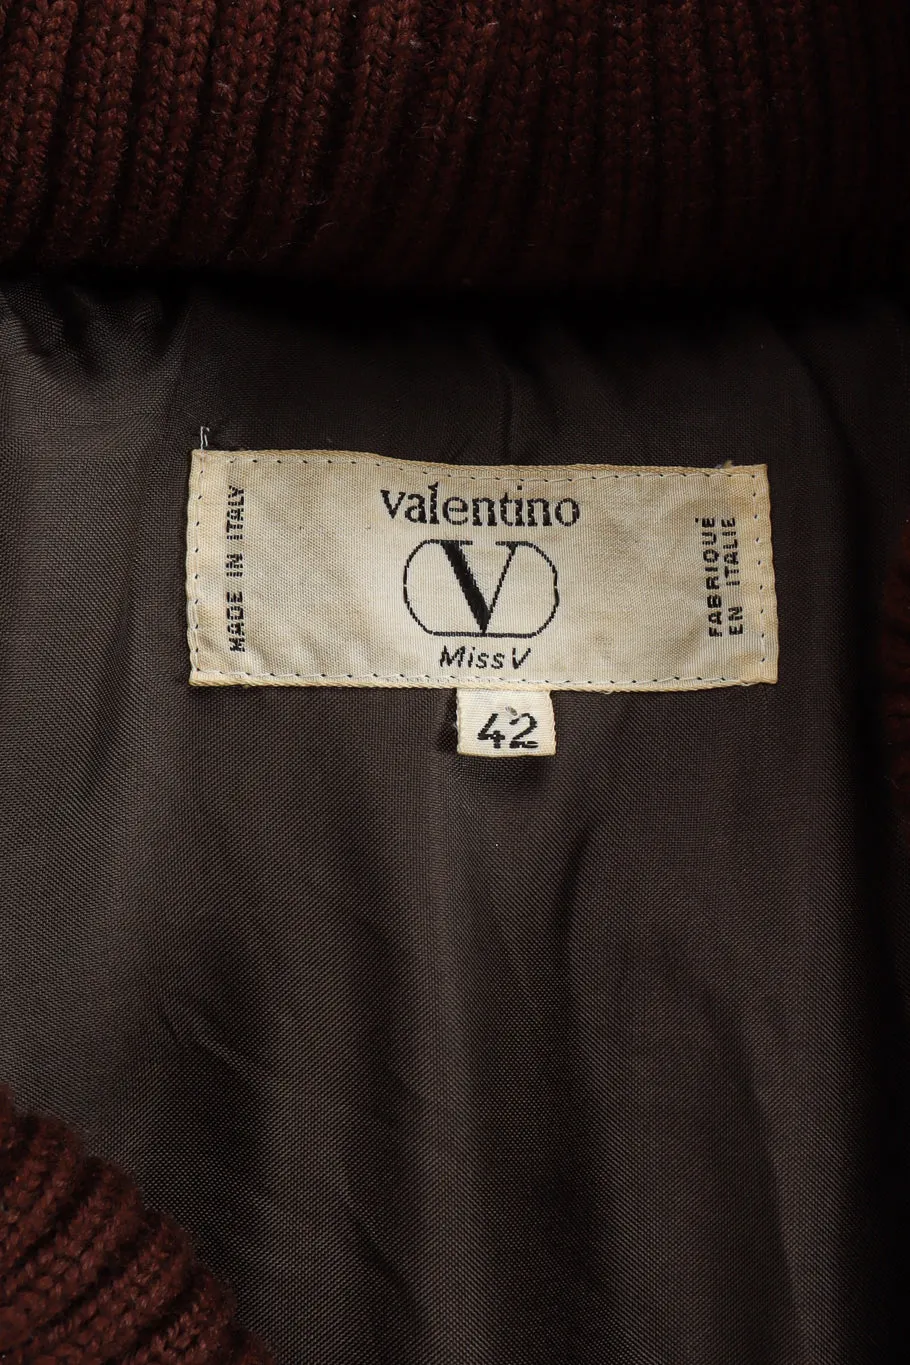 valentino
V
Miss V
42
MADE IN ITALY
FABRIQUÉ
EN ITALIE